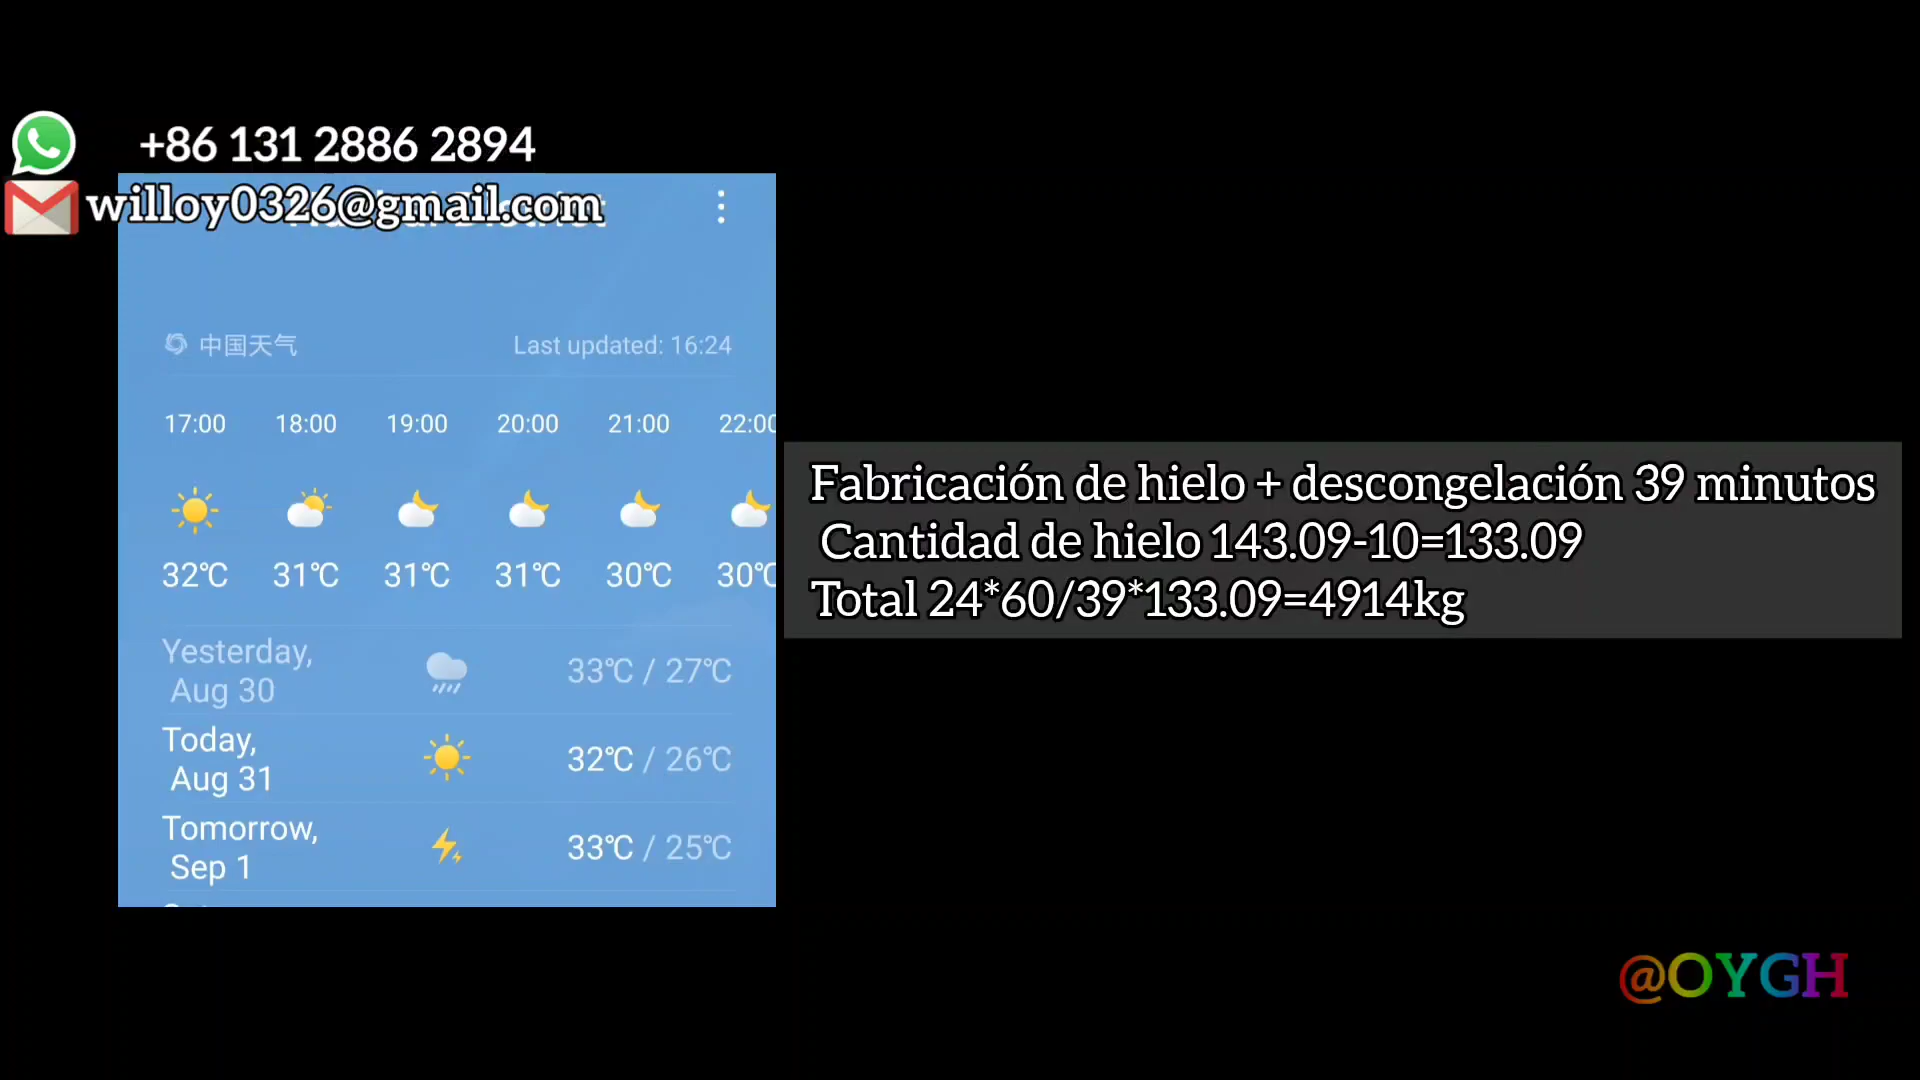 +86 131 2886 2894
willoy0326@gmail.com
中国天气 Last updated: 16:24
17:00 18:00 19:00 20:00 21:00 22:00
32℃ 31℃ 31℃ 31℃ 30℃ 30℃
Yesterday, Aug 30 33℃ / 27℃
Today, Aug 31 32℃ / 26℃
Tomorrow, Sep 1 33℃ / 25℃
Fabricación de hielo + descongelación 39 minutos
Cantidad de hielo 143.09-10=133.09
Total 24*60/39*133.09=4914kg
@OYGH